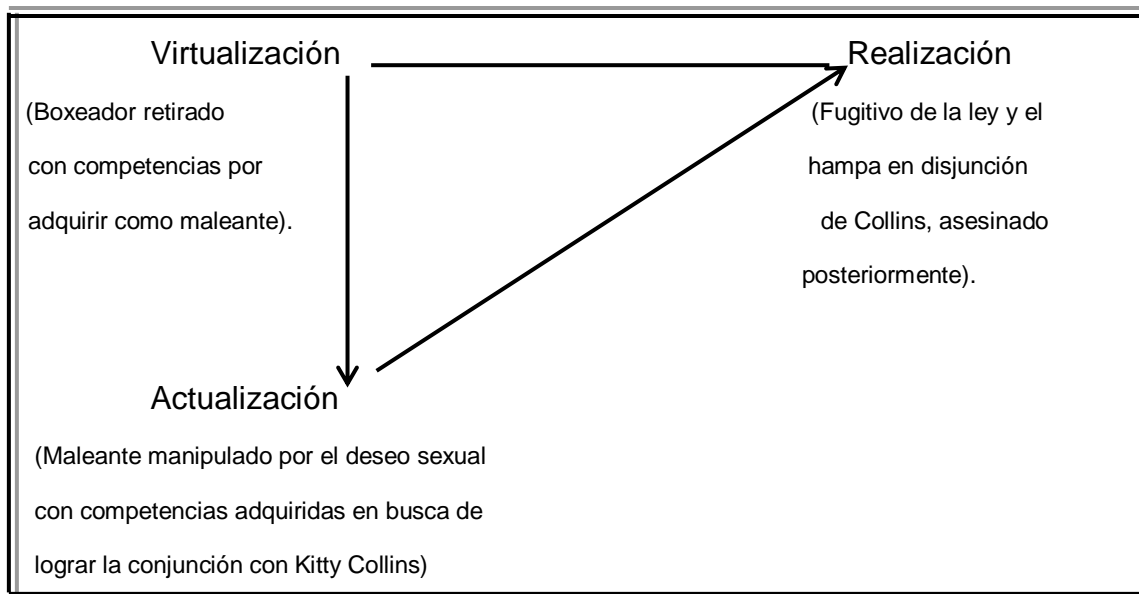 Virtualización
(Boxeador retirado
con competencias por
adquirir como maleante).
Realización
(Fugitivo de la ley y el
hampa en disjunción
de Collins, asesinado
posteriormente).
Actualización
(Maleante manipulado por el deseo sexual
con competencias adquiridas en busca de
lograr la conjunción con Kitty Collins)